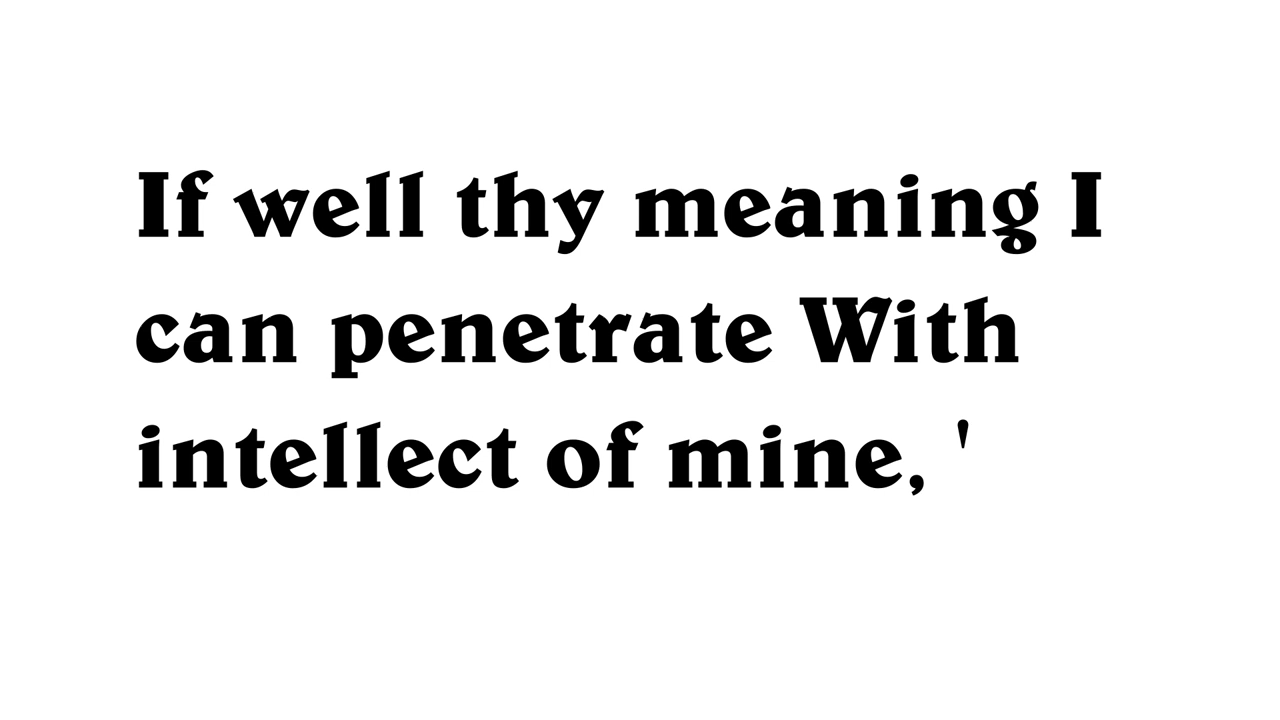 If well thy meaning I
can penetrate With
intellect of mine, '